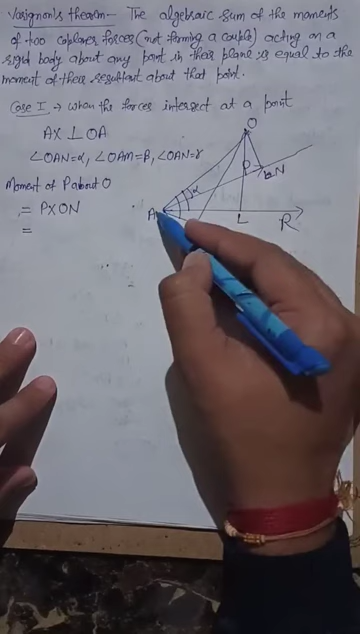 Varignon's theorem - The algebraic sum of the moments
of too coplaver forces (not forming a couple) acting on a
rigid body about any point in their plane is equal to the
moment of their resultant about that point.
Case I → when the forces intersect at a point
AX ⊥ OA
∠OAN=α, ∠OAM=β, ∠OAN=γ
Moment of P about O
= P×ON
=
O
α
N
A
L
R